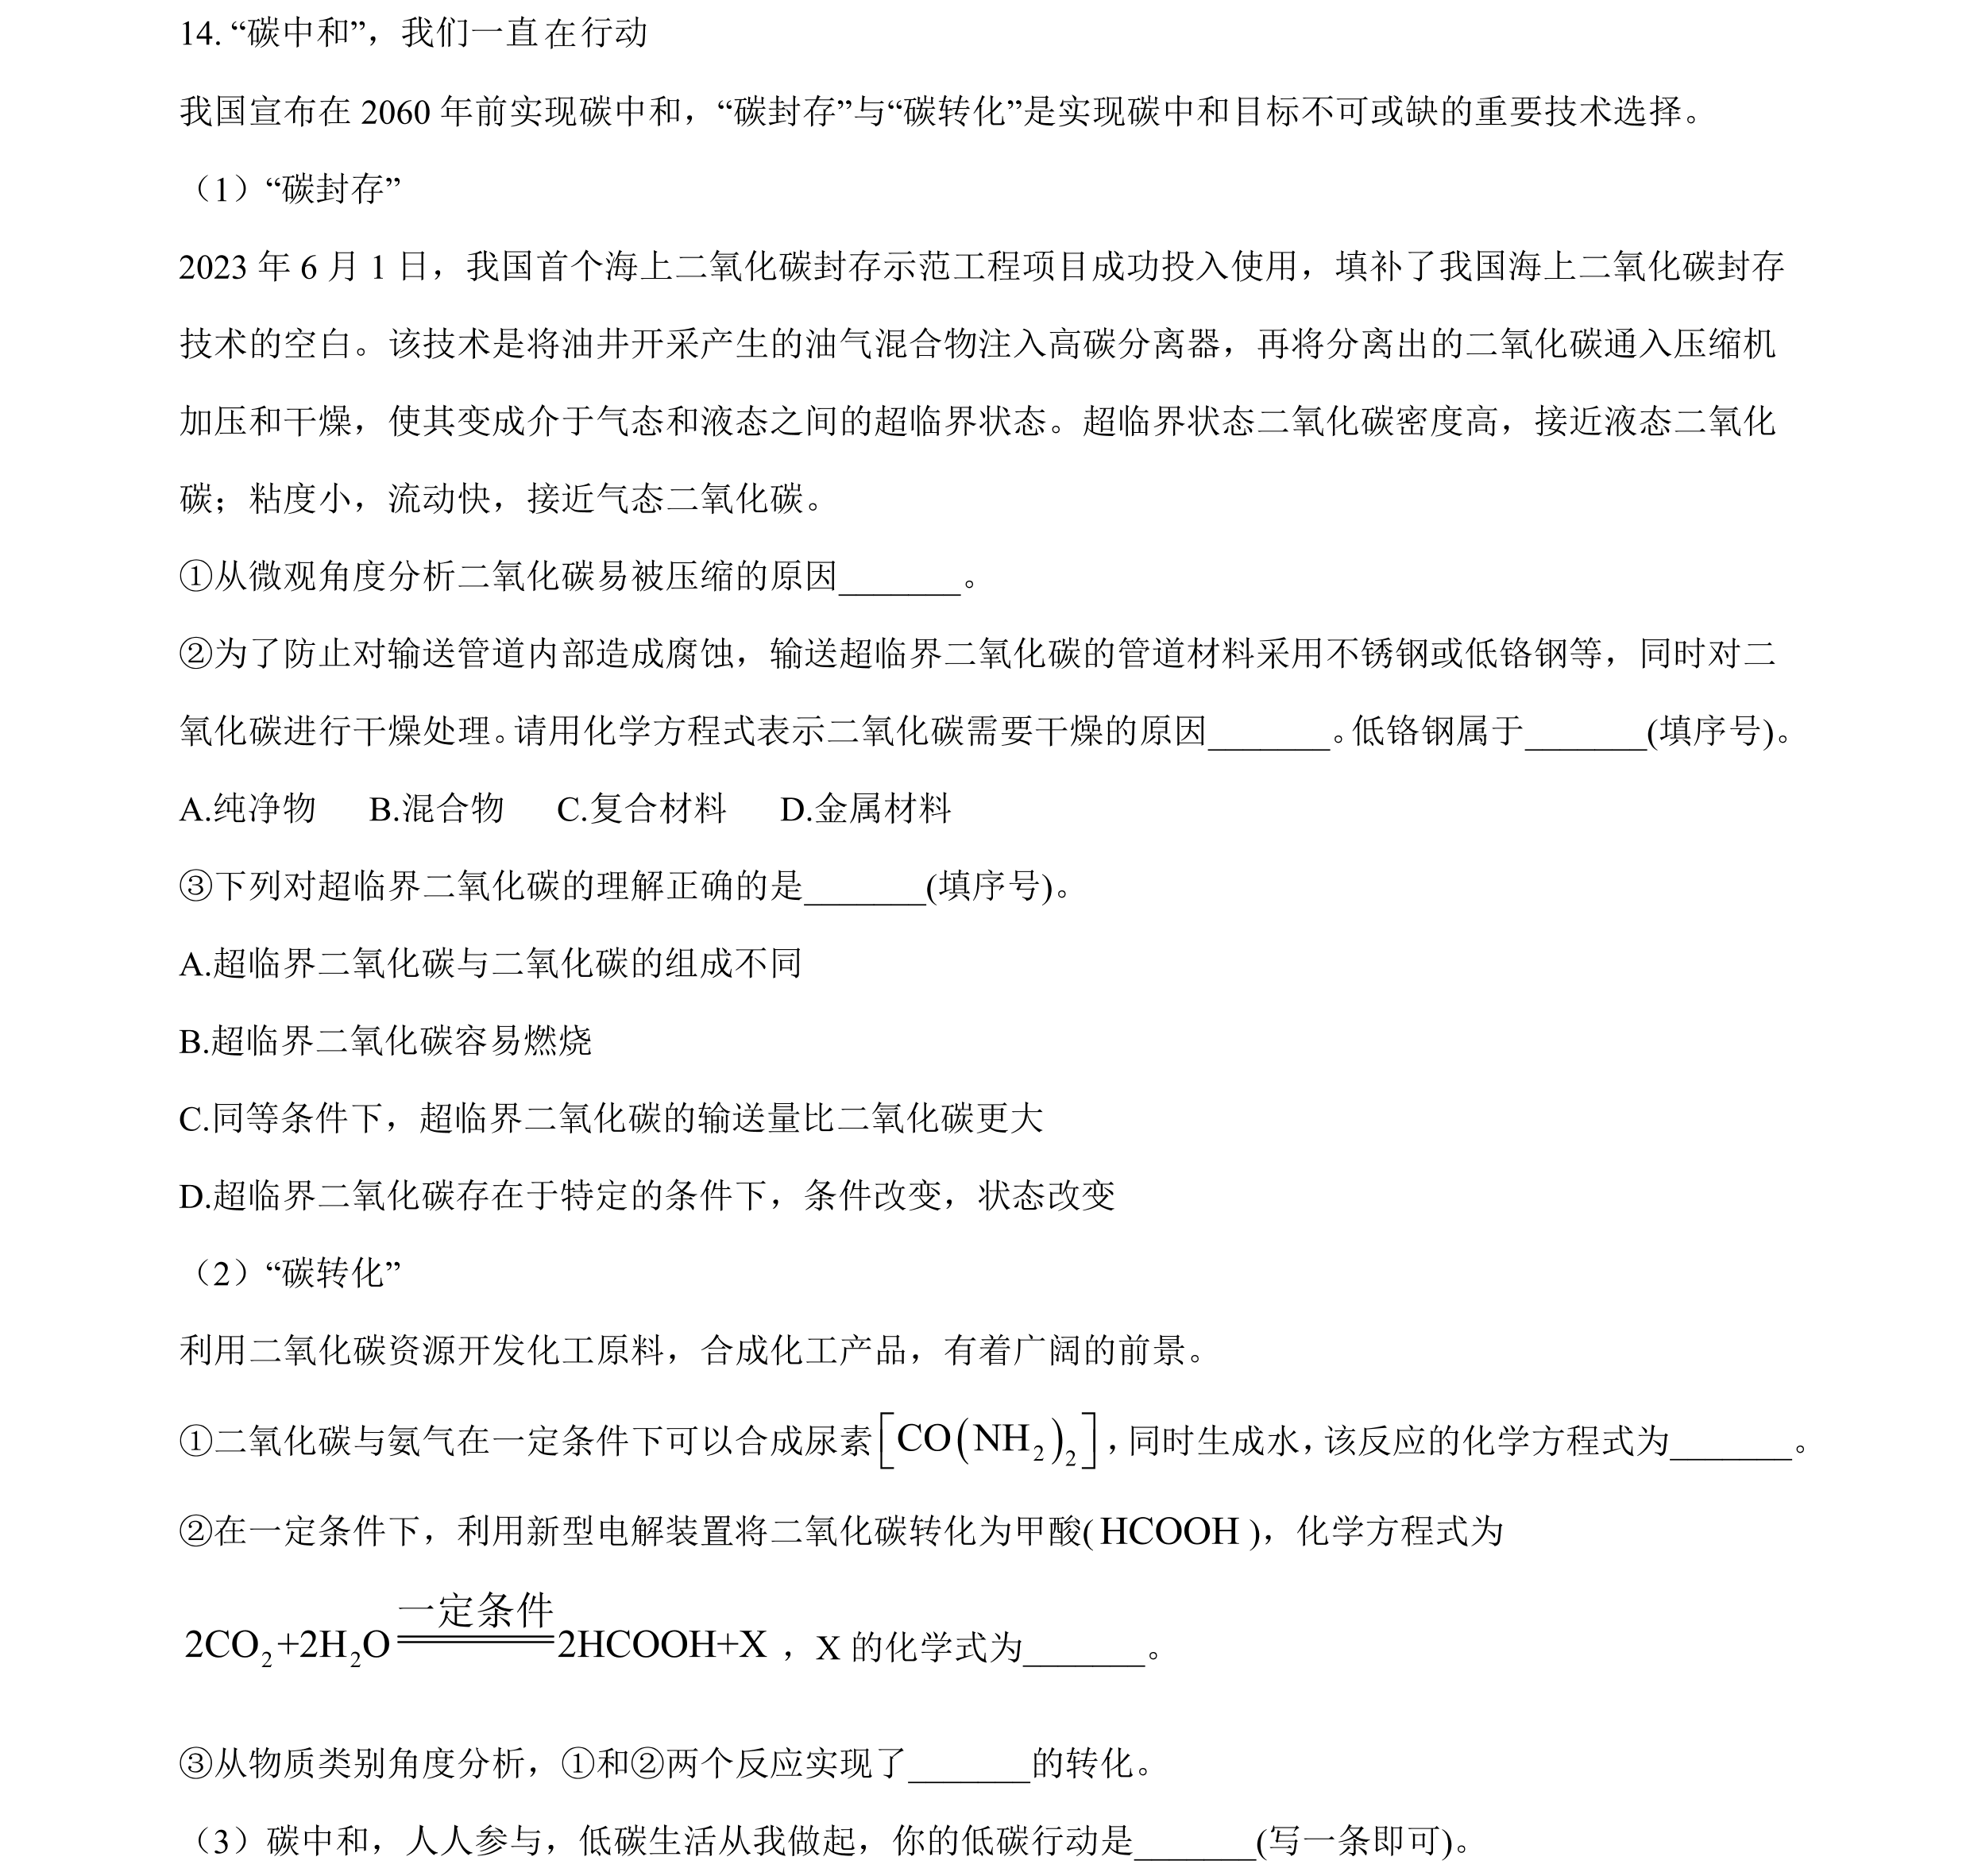 14. “碳中和”，我们一直在行动
我国宣布在 2060 年前实现碳中和，“碳封存”与“碳转化”是实现碳中和目标不可或缺的重要技术选择。
（1）“碳封存”
2023 年 6 月 1 日，我国首个海上二氧化碳封存示范工程项目成功投入使用，填补了我国海上二氧化碳封存
技术的空白。该技术是将油井开采产生的油气混合物注入高碳分离器，再将分离出的二氧化碳通入压缩机
加压和干燥，使其变成介于气态和液态之间的超临界状态。超临界状态二氧化碳密度高，接近液态二氧化
碳；粘度小，流动快，接近气态二氧化碳。
①从微观角度分析二氧化碳易被压缩的原因_______。
②为了防止对输送管道内部造成腐蚀，输送超临界二氧化碳的管道材料采用不锈钢或低铬钢等，同时对二
氧化碳进行干燥处理。请用化学方程式表示二氧化碳需要干燥的原因_______。低铬钢属于_______(填序号)。
A.纯净物 B.混合物 C.复合材料 D.金属材料
③下列对超临界二氧化碳的理解正确的是_______(填序号)。
A.超临界二氧化碳与二氧化碳的组成不同
B.超临界二氧化碳容易燃烧
C.同等条件下，超临界二氧化碳的输送量比二氧化碳更大
D.超临界二氧化碳存在于特定的条件下，条件改变，状态改变
（2）“碳转化”
利用二氧化碳资源开发化工原料，合成化工产品，有着广阔的前景。
①二氧化碳与氨气在一定条件下可以合成尿素[CO(NH₂)₂]，同时生成水，该反应的化学方程式为_______。
②在一定条件下，利用新型电解装置将二氧化碳转化为甲酸( HCOOH )，化学方程式为
一定条件
2CO₂+2H₂O═══2HCOOH+X ，X 的化学式为_______。
③从物质类别角度分析，①和②两个反应实现了_______的转化。
（3）碳中和，人人参与，低碳生活从我做起，你的低碳行动是_______(写一条即可)。